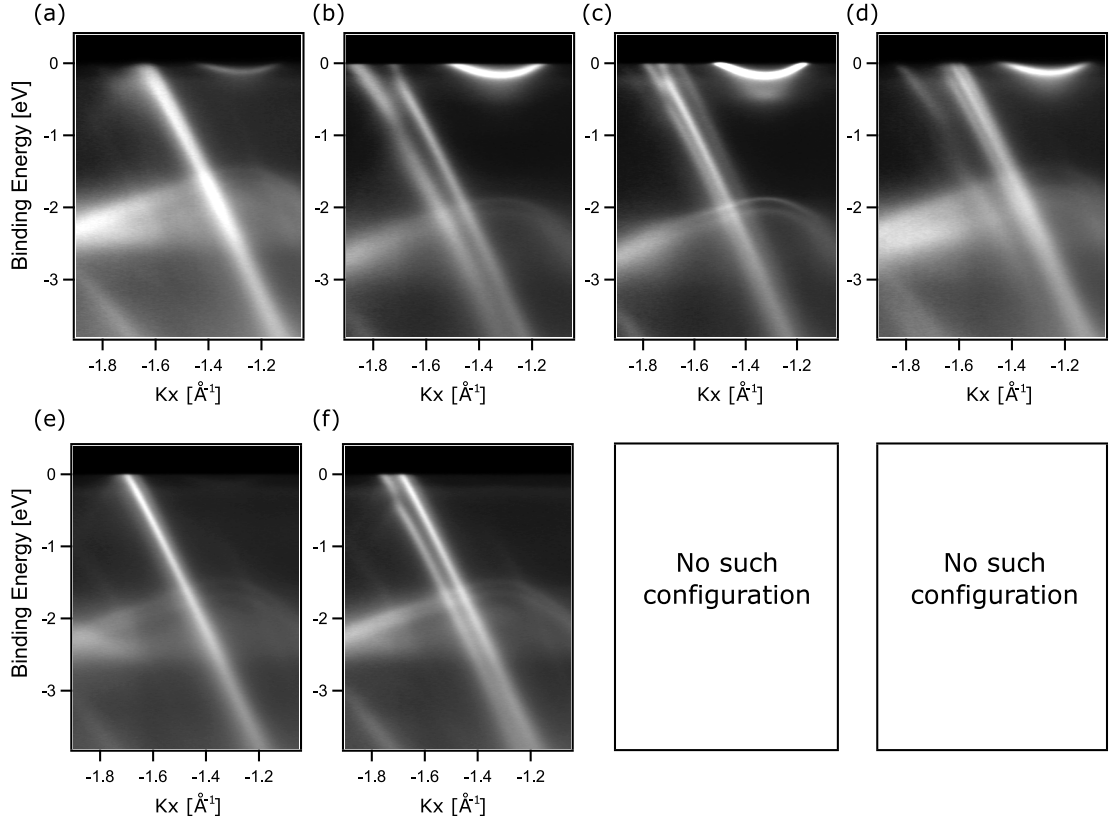 (a) (b) (c) (d)
Binding Energy [eV]
0 0 0 0
-1 -1 -1 -1
-2 -2 -2 -2
-3 -3 -3 -3
-1.8 -1.6 -1.4 -1.2 -1.8 -1.6 -1.4 -1.2 -1.8 -1.6 -1.4 -1.2 -1.8 -1.6 -1.4 -1.2
Kx [Å⁻¹] Kx [Å⁻¹] Kx [Å⁻¹] Kx [Å⁻¹]
(e) (f)
Binding Energy [eV]
0 0
-1 -1
-2 -2
-3 -3
-1.8 -1.6 -1.4 -1.2 -1.8 -1.6 -1.4 -1.2
Kx [Å⁻¹] Kx [Å⁻¹]
No such
configuration
No such
configuration